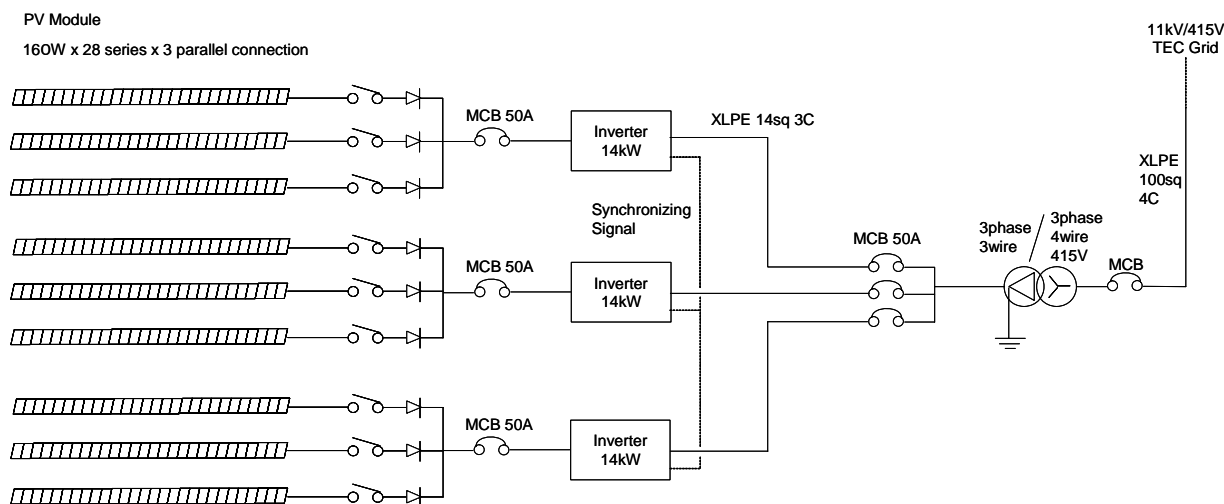 PV Module
160W x 28 series x 3 parallel connection
11kV/415V
TEC Grid
MCB 50A
Inverter
14kW
XLPE 14sq 3C
XLPE
100sq
4C
Synchronizing
Signal
3phase
3wire
3phase
4wire
415V
MCB 50A
MCB 50A
Inverter
14kW
MCB
MCB 50A
Inverter
14kW